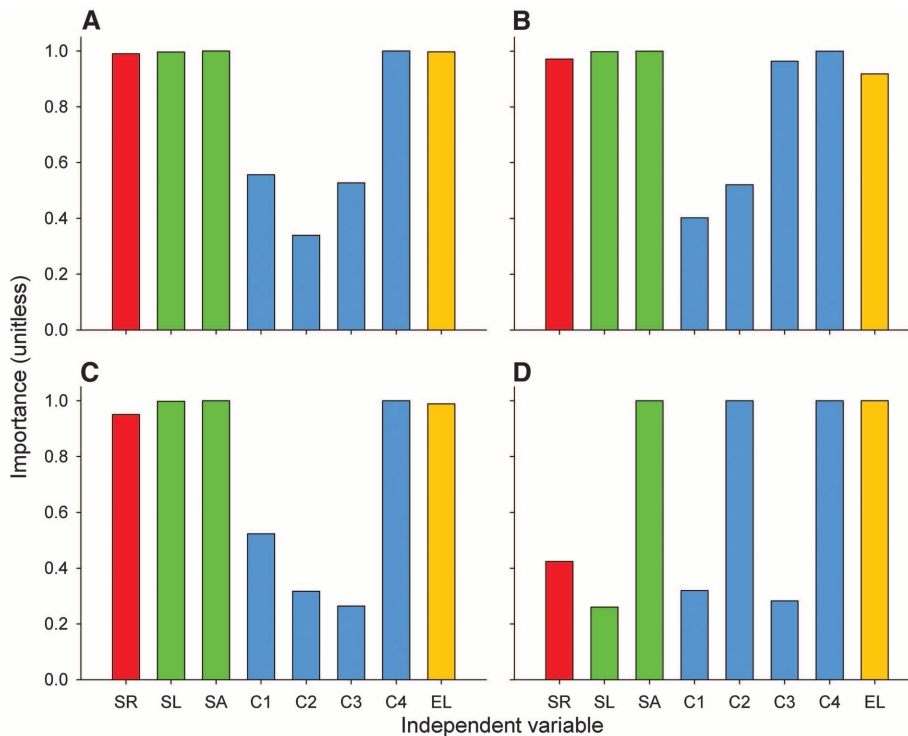 A
B
1.0
0.8
0.6
0.4
0.2
0.0
C
D
1.0
0.8
0.6
0.4
0.2
0.0
Importance (unitless)
SR SL SA C1 C2 C3 C4 EL SR SL SA C1 C2 C3 C4 EL
Independent variable